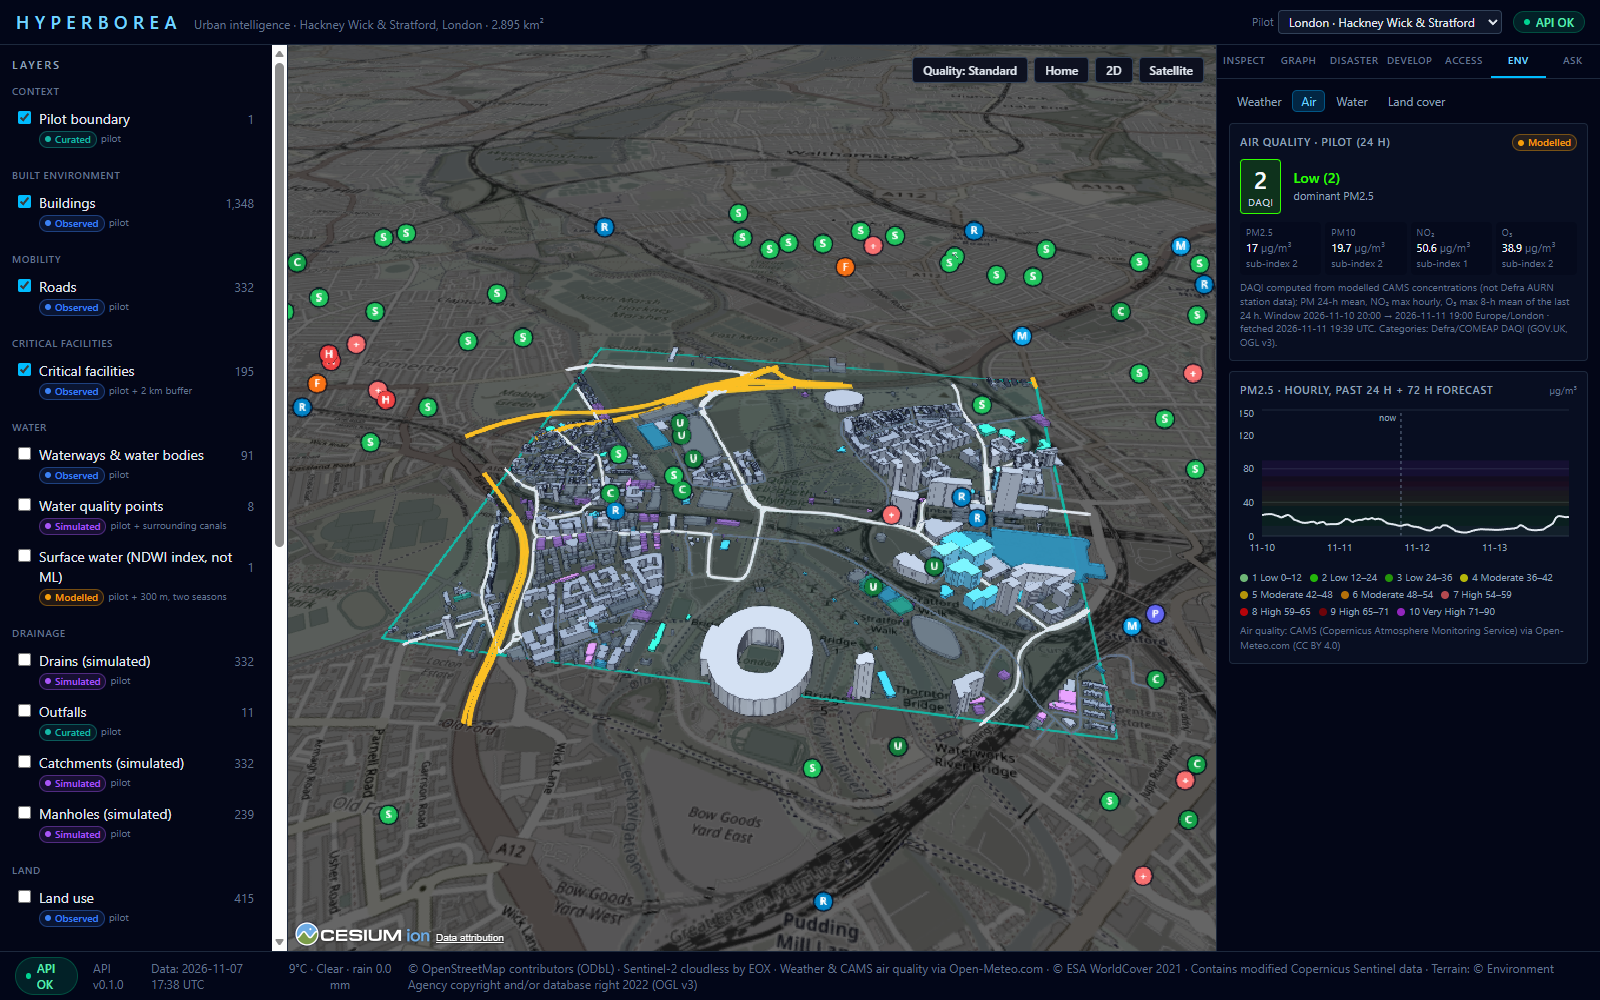 HYPERBOREA
Urban intelligence · Hackney Wick & Stratford, London · 2.895 km²
Pilot
London · Hackney Wick & Stratford
API OK
LAYERS
CONTEXT
Pilot boundary 1
Curated pilot
BUILT ENVIRONMENT
Buildings 1,348
Observed pilot
MOBILITY
Roads 332
Observed pilot
CRITICAL FACILITIES
Critical facilities 195
Observed pilot + 2 km buffer
WATER
Waterways & water bodies 91
Observed pilot
Water quality points 8
Simulated pilot + surrounding canals
Surface water (NDWI index, not
ML) 1
Modelled pilot + 300 m, two seasons
DRAINAGE
Drains (simulated) 332
Simulated pilot
Outfalls 11
Curated pilot
Catchments (simulated) 332
Simulated pilot
Manholes (simulated) 239
Simulated pilot
LAND
Land use 415
Observed pilot
Quality: Standard
Home
2D
Satellite
Walthamstow
Old Ford
Wick Lane
A12
Bow Goods
Yard East
Bow Goods
Yard West
Stratford
Walk
Thornton
Bridge
Waterworks
River Bridge
Pudding
Mill Lane
CESIUM ion
Data attribution
INSPECT GRAPH DISASTER DEVELOP ACCESS ENV ASK
Weather Air Water Land cover
AIR QUALITY · PILOT (24 H)
Modelled
2
DAQI
Low (2)
dominant PM2.5
PM2.5 PM10 NO₂ O₃
17 µg/m³ 19.7 µg/m³ 50.6 µg/m³ 38.9 µg/m³
sub-index 2 sub-index 2 sub-index 1 sub-index 2
DAQI computed from modelled CAMS concentrations (not Defra AURN
station data); PM 24-h mean, NO₂ max hourly, O₃ max 8-h mean of the last
24 h. Window 2026-11-10 20:00 → 2026-11-11 19:00 Europe/London ·
fetched 2026-11-11 19:39 UTC. Categories: Defra/COMEAP DAQI (GOV.UK,
OGL v3).
PM2.5 · HOURLY, PAST 24 H + 72 H FORECAST
µg/m³
150
now
120
80
40
0
11-10 11-11 11-12 11-13
1 Low 0–12 2 Low 12–24 3 Low 24–36 4 Moderate 36–42
5 Moderate 42–48 6 Moderate 48–54 7 High 54–59
8 High 59–65 9 High 65–71 10 Very High 71–90
Air quality: CAMS (Copernicus Atmosphere Monitoring Service) via Open-
Meteo.com (CC BY 4.0)
API
OK
API
v0.1.0
Data: 2026-11-07
17:38 UTC
9°C · Clear · rain 0.0
mm
© OpenStreetMap contributors (ODbL) · Sentinel-2 cloudless by EOX · Weather & CAMS air quality via Open-Meteo.com · © ESA WorldCover 2021 · Contains modified Copernicus Sentinel data · Terrain: © Environment
Agency copyright and/or database right 2022 (OGL v3)